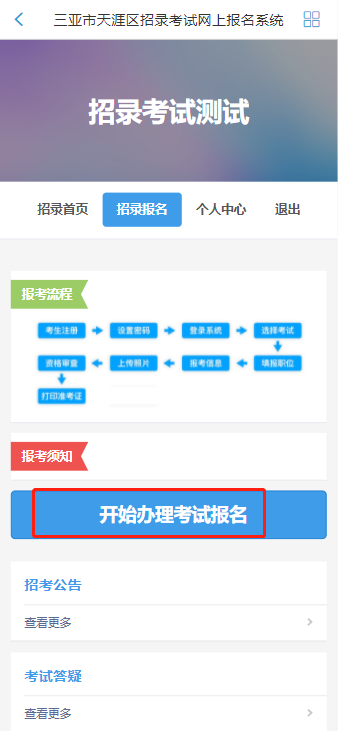 三亚市天涯区招录考试网上报名系统
招录考试测试
招录首页 招录报名 个人中心 退出
报考流程
考生注册 设置密码 登录系统 选择考试
资格审查 上传照片 报考信息 填报职位
打印准考证
报考须知
开始办理考试报名
招考公告
查看更多
考试答疑
查看更多